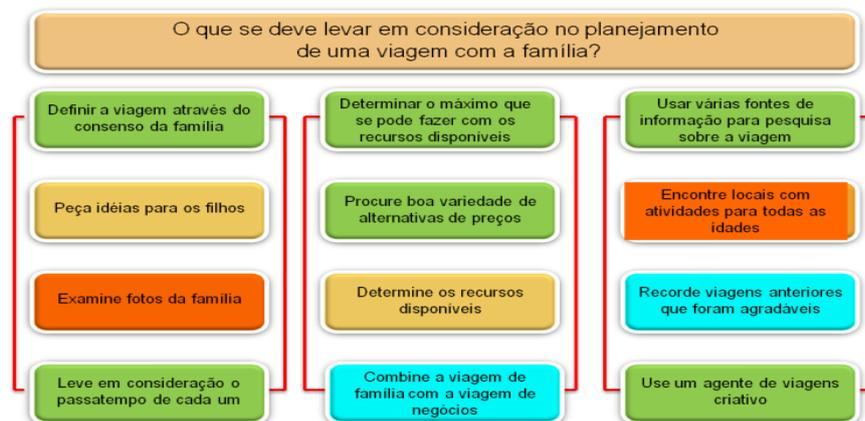 O que se deve levar em consideração no planejamento
de uma viagem com a família?
Definir a viagem através do
consenso da família
Peça idéias para os filhos
Examine fotos da família
Leve em consideração o
passatempo de cada um
Determinar o máximo que
se pode fazer com os
recursos disponíveis
Procure boa variedade de
alternativas de preços
Determine os recursos
disponíveis
Combine a viagem de
família com a viagem de
negócios
Usar várias fontes de
informação para pesquisa
sobre a viagem
Encontre locais com
atividades para todas as
idades
Recorde viagens anteriores
que foram agradáveis
Use um agente de viagens
criativo